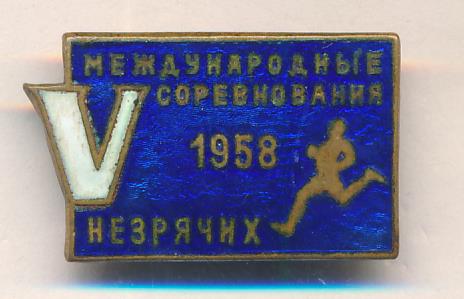 МЕЖДУНАРОДНЫЕ
V СОРЕВНОВАНИЯ
1958
НЕЗРЯЧИХ